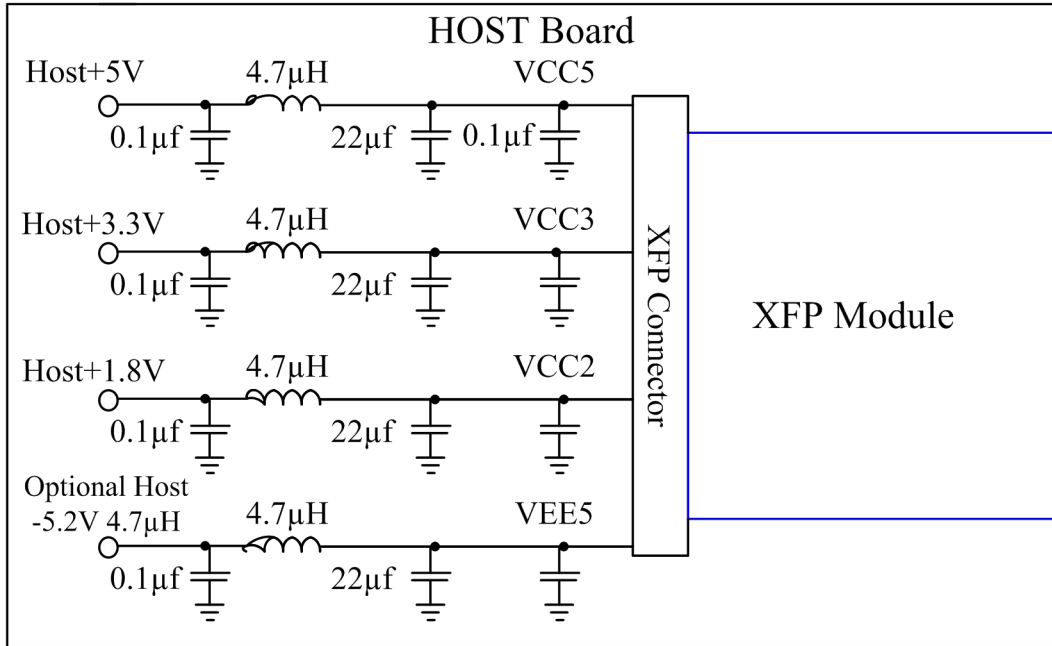 HOST Board
Host+5V 4.7µH VCC5
0.1µf 22µf 0.1µf
Host+3.3V 4.7µH VCC3
0.1µf 22µf
XFP Connector
XFP Module
Host+1.8V 4.7µH VCC2
0.1µf 22µf
Optional Host
-5.2V 4.7µH 4.7µH VEE5
0.1µf 22µf